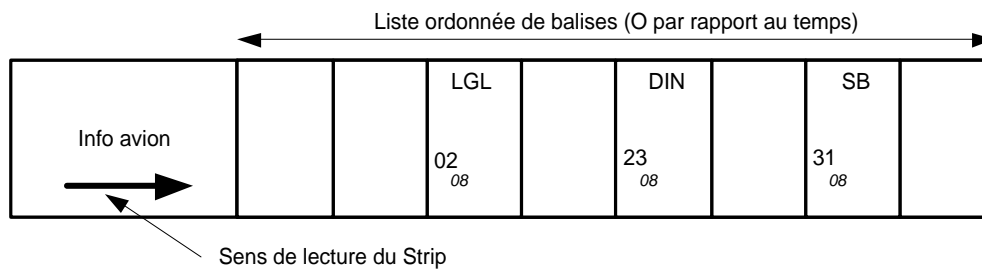 Liste ordonnée de balises (O par rapport au temps)
LGL DIN SB
Info avion
02 23 31
08 08 08
Sens de lecture du Strip